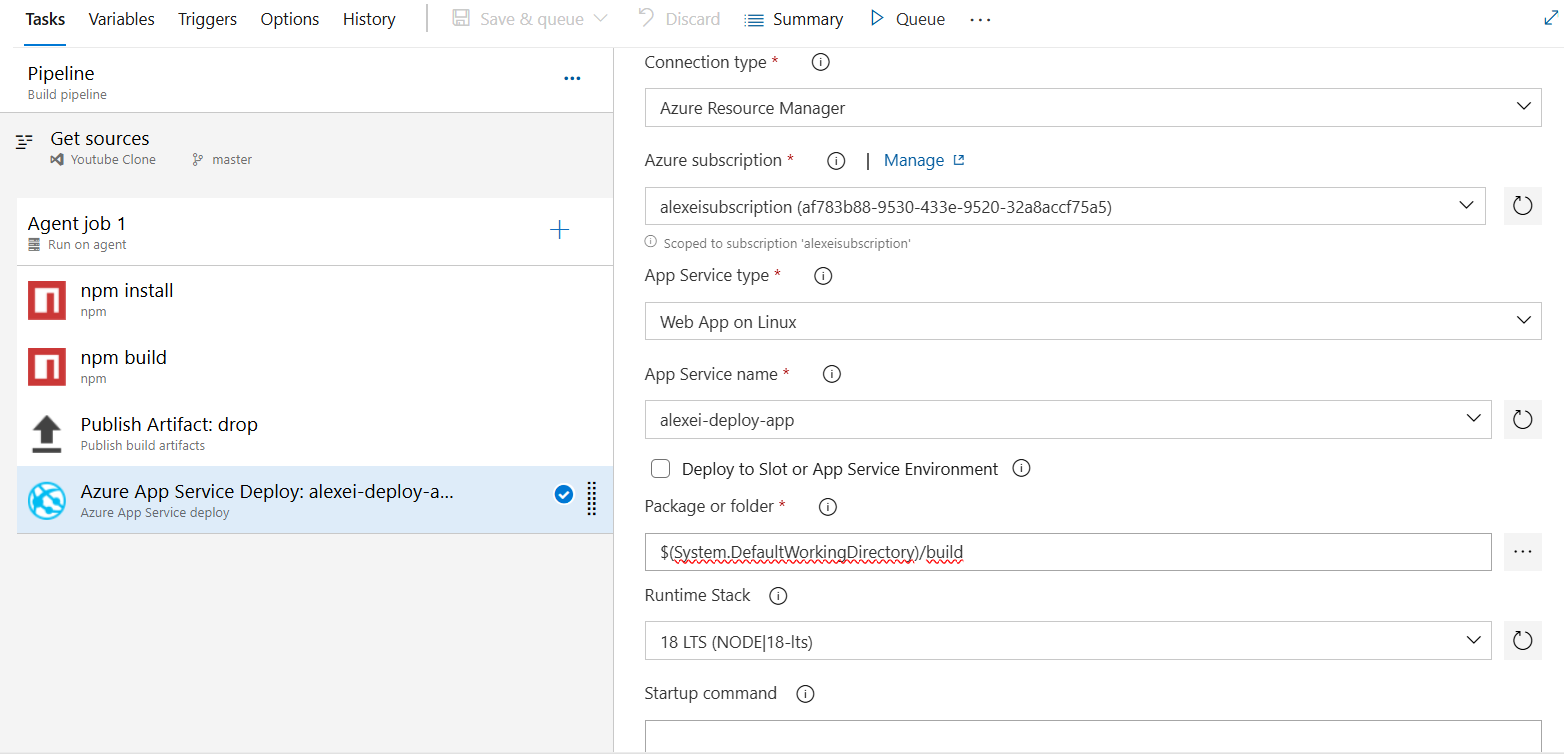 Tasks Variables Triggers Options History Save & queue Discard Summary Queue
Pipeline
Build pipeline
Get sources
Youtube Clone master
Agent job 1
Run on agent
npm install
npm
npm build
npm
Publish Artifact: drop
Publish build artifacts
Azure App Service Deploy: alexei-deploy-a...
Azure App Service deploy
Connection type *
Azure Resource Manager
Azure subscription * | Manage
alexeisubscription (af783b88-9530-433e-9520-32a8accf75a5)
Scoped to subscription 'alexeisubscription'
App Service type *
Web App on Linux
App Service name *
alexei-deploy-app
Deploy to Slot or App Service Environment
Package or folder *
$(System.DefaultWorkingDirectory)/build
Runtime Stack
18 LTS (NODE|18-lts)
Startup command